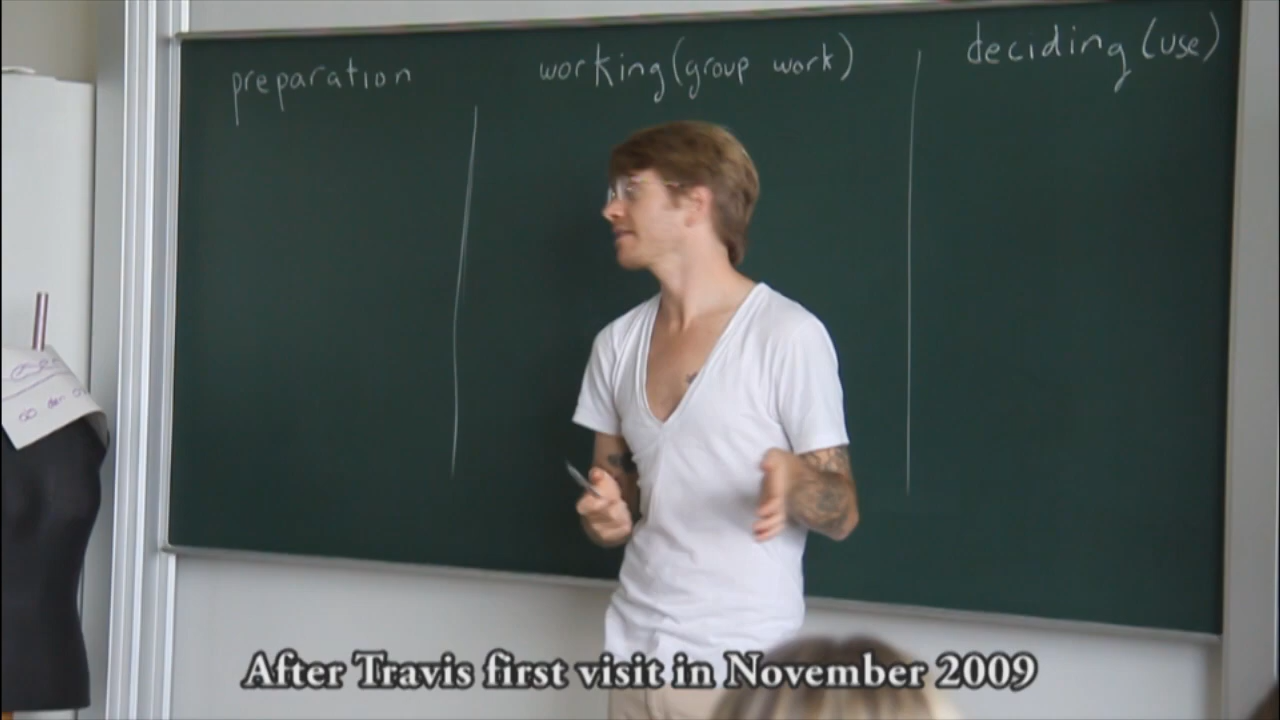 preparation
working (group work)
deciding (use)
After Travis first visit in November 2009